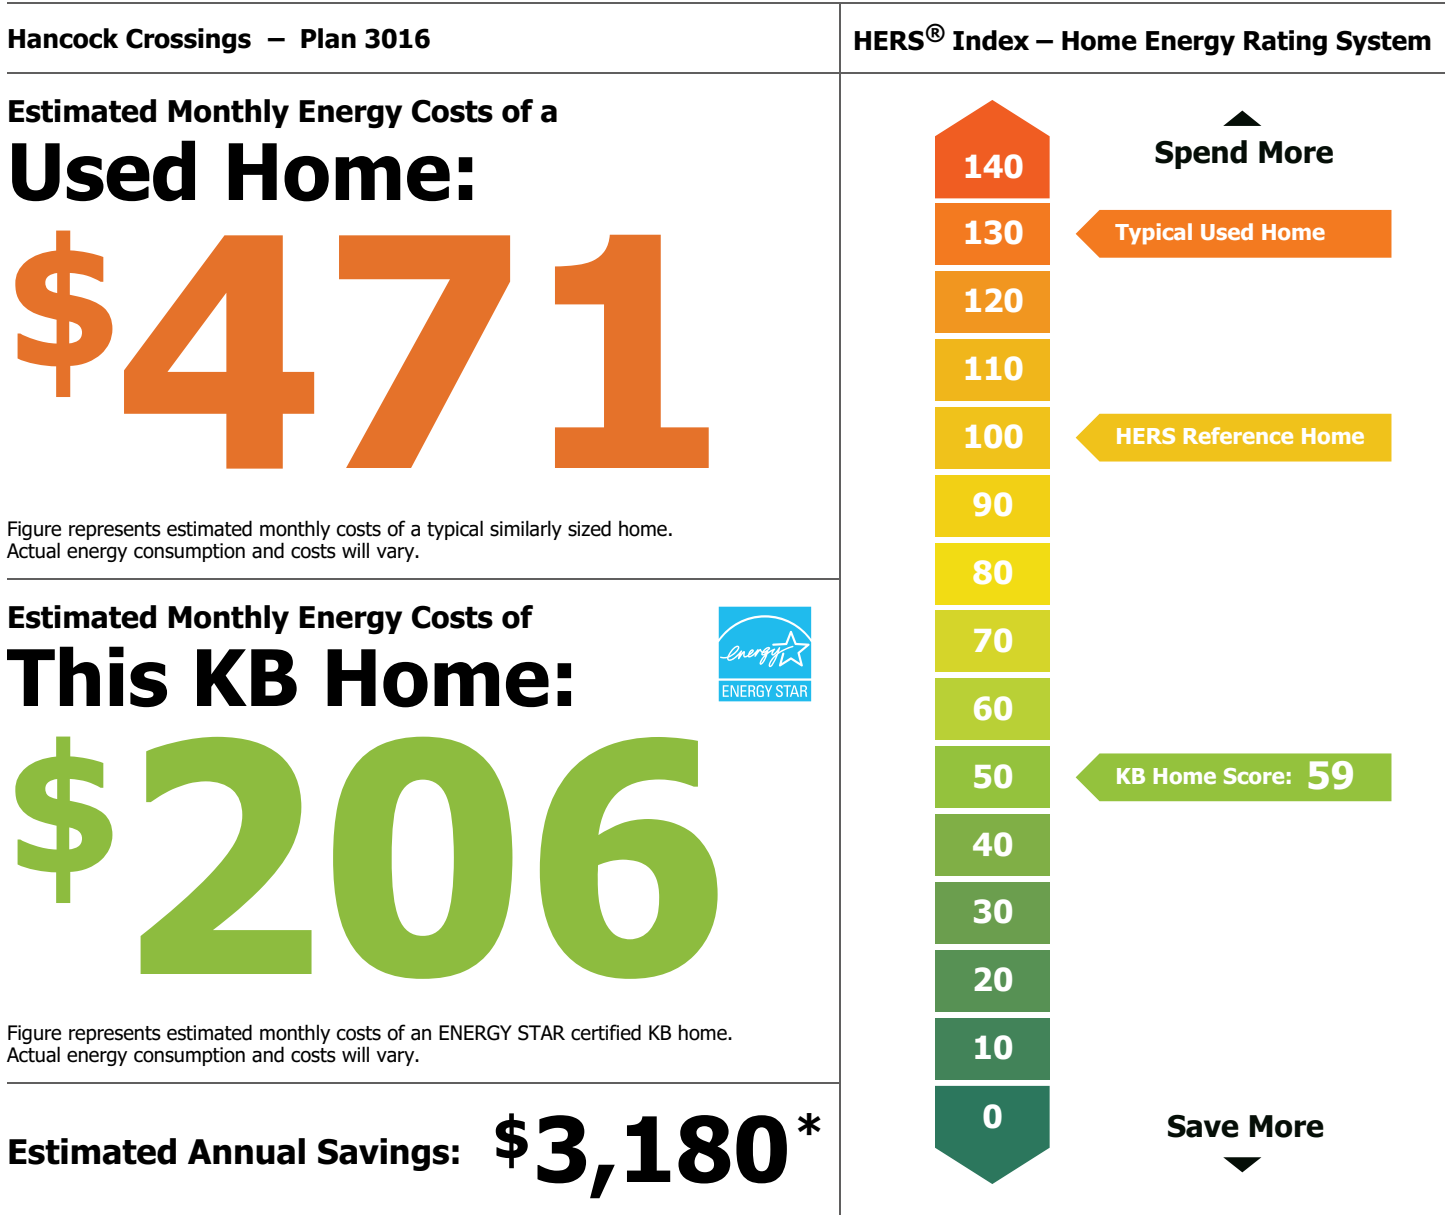 Hancock Crossings – Plan 3016
HERS® Index – Home Energy Rating System
Estimated Monthly Energy Costs of a
Used Home:
$471
Figure represents estimated monthly costs of a typical similarly sized home.
Actual energy consumption and costs will vary.
Estimated Monthly Energy Costs of
This KB Home:
energy
ENERGY STAR
$206
Figure represents estimated monthly costs of an ENERGY STAR certified KB home.
Actual energy consumption and costs will vary.
Estimated Annual Savings: $3,180*
Spend More
140
130 Typical Used Home
120
110
100 HERS Reference Home
90
80
70
60
50 KB Home Score: 59
40
30
20
10
0
Save More